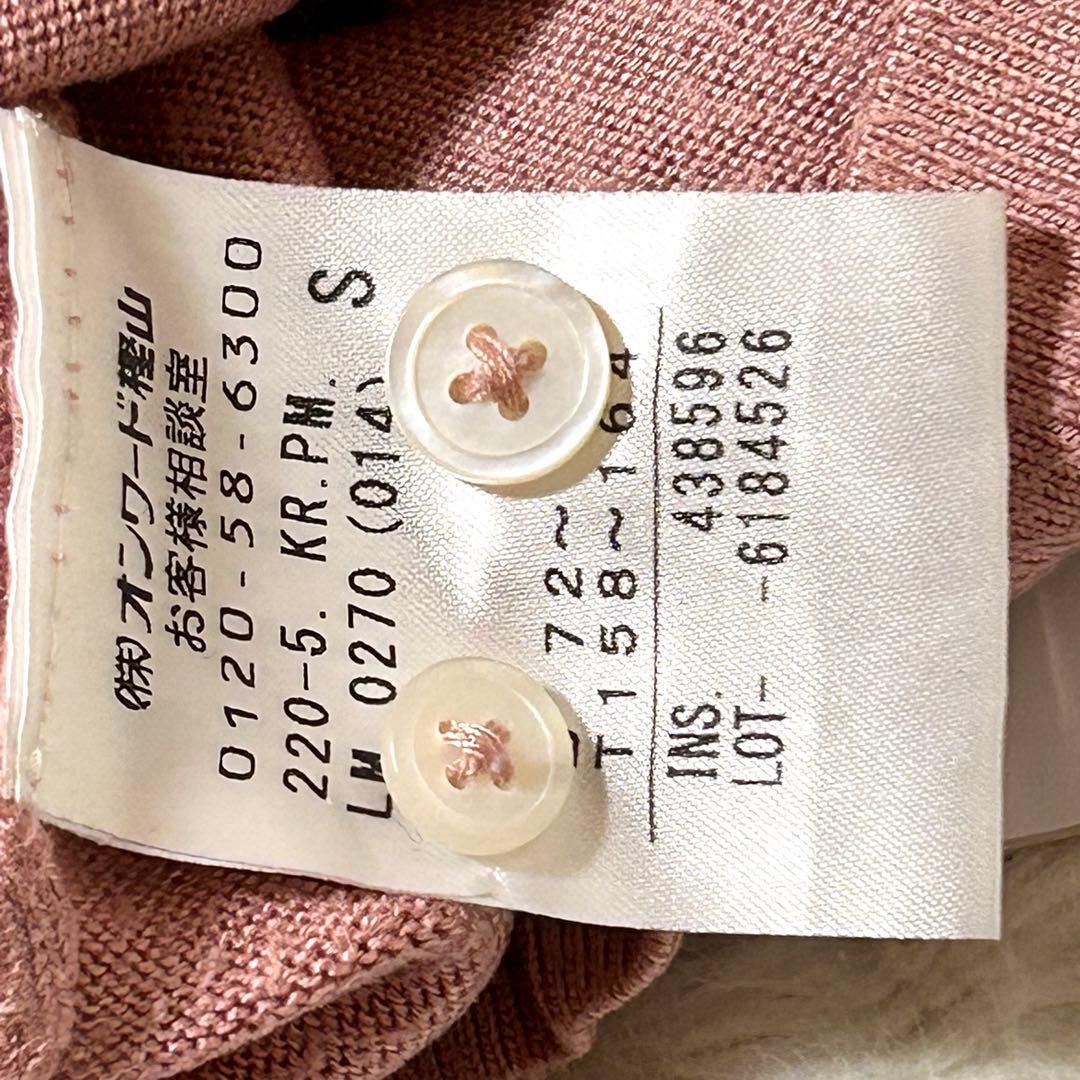 (株)オンワード樫山
お客様相談室
0120-58-6300
220-5. KR.PM. S
LM 0270 (014)
72~
T158~164
INS. 438596
LOT- -6184526